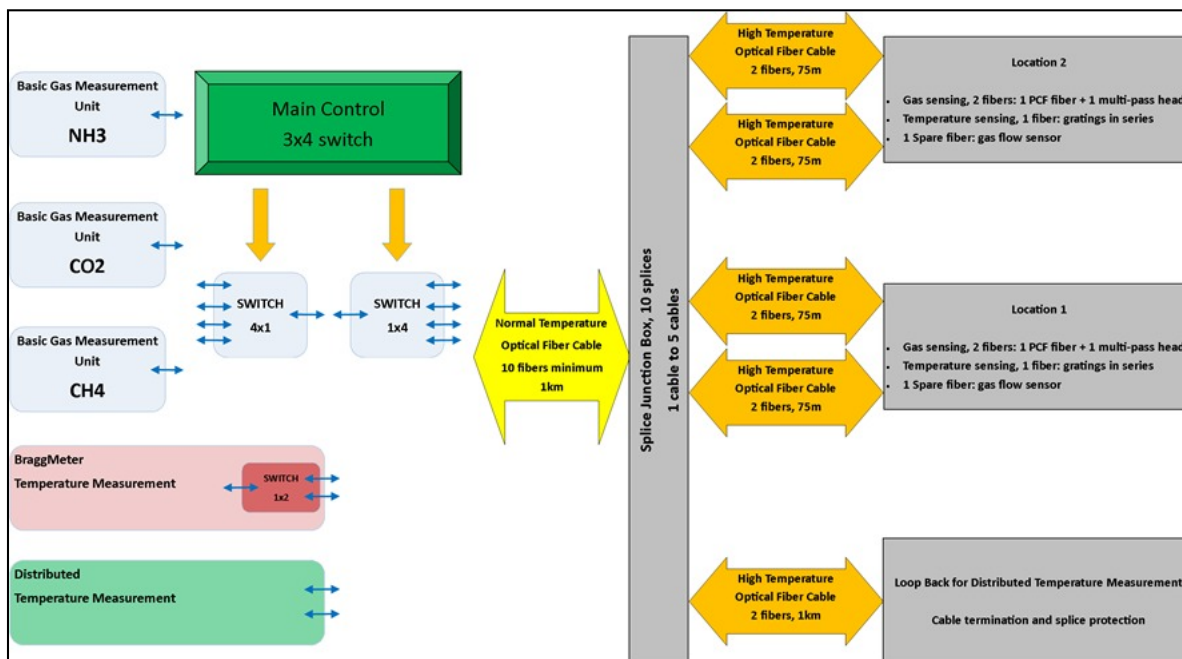 Basic Gas Measurement
Unit
NH3
Basic Gas Measurement
Unit
CO2
Basic Gas Measurement
Unit
CH4
BraggMeter
Temperature Measurement
SWITCH
1x2
Distributed
Temperature Measurement
Main Control
3x4 switch
SWITCH
4x1
SWITCH
1x4
Normal Temperature
Optical Fiber Cable
10 fibers minimum
1km
Splice Junction Box, 10 splices
1 cable to 5 cables
High Temperature
Optical Fiber Cable
2 fibers, 75m
High Temperature
Optical Fiber Cable
2 fibers, 75m
High Temperature
Optical Fiber Cable
2 fibers, 75m
High Temperature
Optical Fiber Cable
2 fibers, 75m
High Temperature
Optical Fiber Cable
2 fibers, 1km
Location 2
• Gas sensing, 2 fibers: 1 PCF fiber + 1 multi-pass head
• Temperature sensing, 1 fiber: gratings in series
• 1 Spare fiber: gas flow sensor
Location 1
• Gas sensing, 2 fibers: 1 PCF fiber + 1 multi-pass head
• Temperature sensing, 1 fiber: gratings in series
• 1 Spare fiber: gas flow sensor
Loop Back for Distributed Temperature Measurement
Cable termination and splice protection